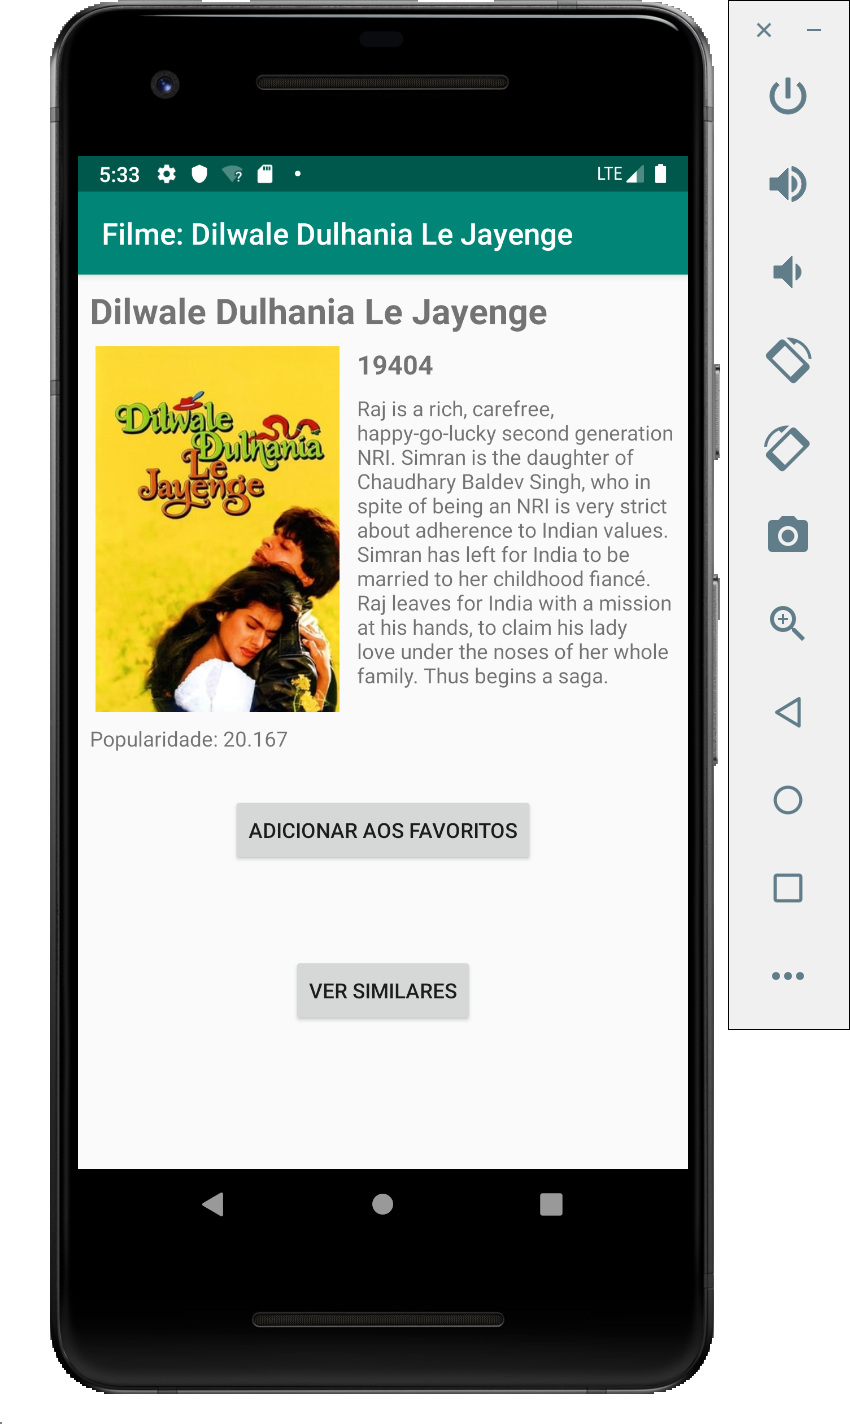 5:33
LTE
Filme: Dilwale Dulhania Le Jayenge
Dilwale Dulhania Le Jayenge
Dilwale
Dulhania
Le
Jayenge
19404
Raj is a rich, carefree,
happy-go-lucky second generation
NRI. Simran is the daughter of
Chaudhary Baldev Singh, who in
spite of being an NRI is very strict
about adherence to Indian values.
Simran has left for India to be
married to her childhood fiancé.
Raj leaves for India with a mission
at his hands, to claim his lady
love under the noses of her whole
family. Thus begins a saga.
Popularidade: 20.167
ADICIONAR AOS FAVORITOS
VER SIMILARES